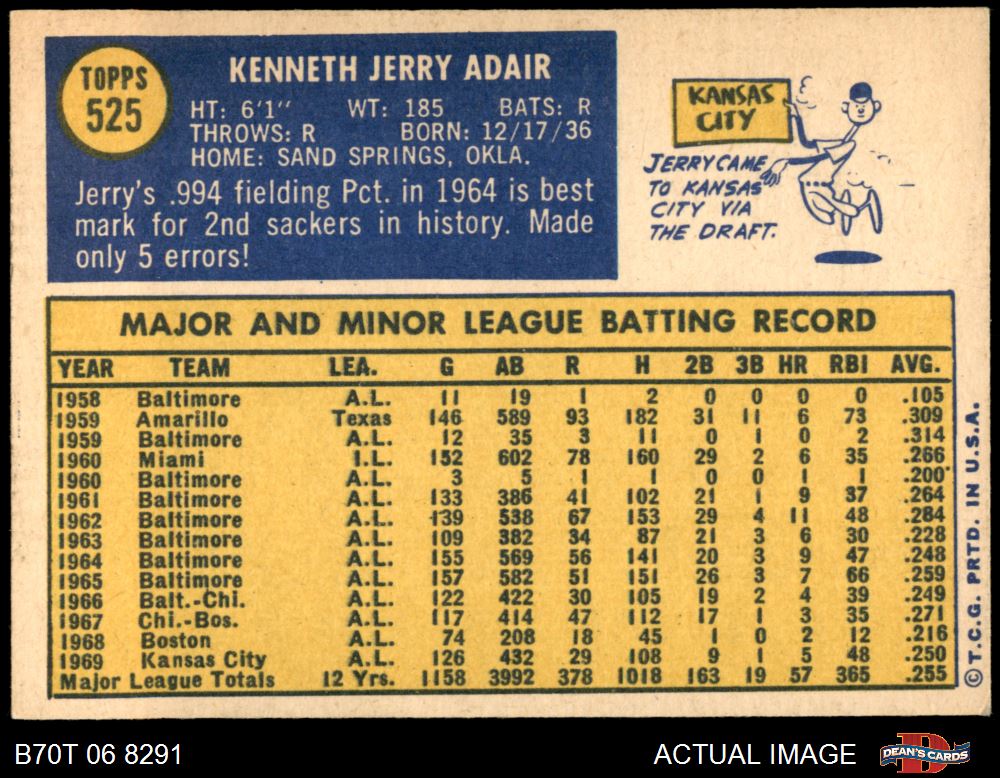 TOPPS
525
KENNETH JERRY ADAIR
HT: 6'1" WT: 185 BATS: R
THROWS: R BORN: 12/17/36
HOME: SAND SPRINGS, OKLA.
Jerry's .994 fielding Pct. in 1964 is best
mark for 2nd sackers in history. Made
only 5 errors!
KANSAS
CITY
JERRY CAME
TO KANSAS
CITY VIA
THE DRAFT.
MAJOR AND MINOR LEAGUE BATTING RECORD
YEAR TEAM LEA. G AB R H 2B 3B HR RBI AVG.
1958 Baltimore A.L. 11 19 1 2 0 0 0 0 .105
1959 Amarillo Texas 146 589 93 182 31 11 6 73 .309
1959 Baltimore A.L. 12 35 3 11 0 1 0 2 .314
1960 Miami I.L. 152 602 78 160 29 2 6 35 .266
1960 Baltimore A.L. 3 5 1 1 0 0 1 1 .200
1961 Baltimore A.L. 133 386 41 102 21 1 9 37 .264
1962 Baltimore A.L. 139 538 67 153 29 4 11 48 .284
1963 Baltimore A.L. 109 382 34 87 21 3 6 30 .228
1964 Baltimore A.L. 155 569 56 141 20 3 9 47 .248
1965 Baltimore A.L. 157 582 51 151 26 3 7 66 .259
1966 Balt.-Chi. A.L. 122 422 30 105 19 2 4 39 .249
1967 Chi.-Bos. A.L. 117 414 47 112 17 1 3 35 .271
1968 Boston A.L. 74 208 18 45 1 0 2 12 .216
1969 Kansas City A.L. 126 432 29 108 9 1 5 48 .250
Major League Totals 12 Yrs. 1158 3992 378 1018 163 19 57 365 .255
© T.C.G. PRTD. IN U.S.A.
B70T 06 8291
ACTUAL IMAGE
DEAN'S CARDS